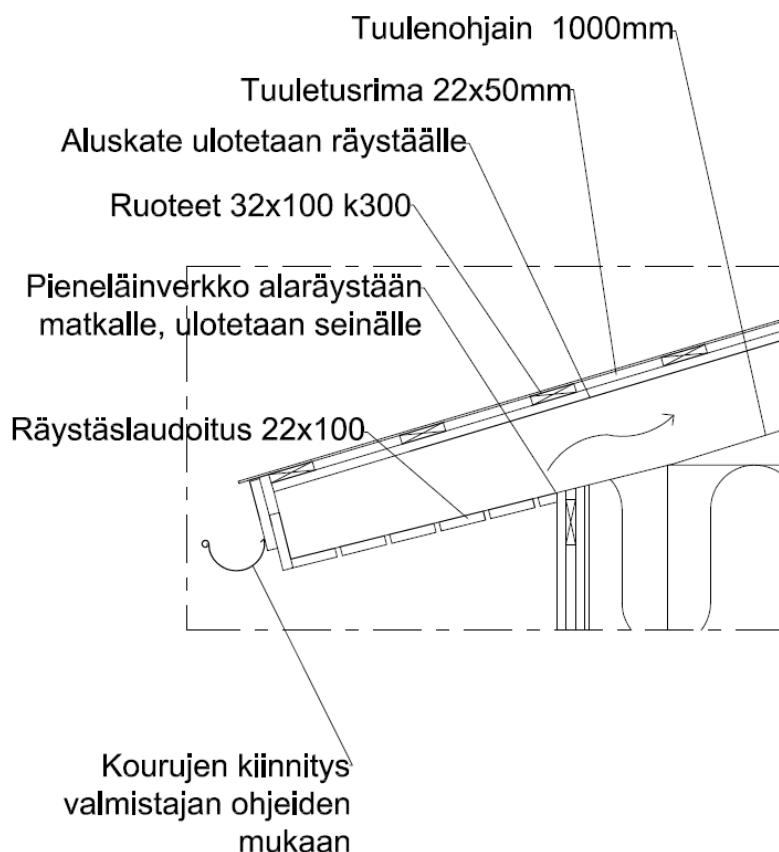 Tuulenohjain 1000mm
Tuuletusrima 22x50mm
Aluskate ulotetaan räystäälle
Ruoteet 32x100 k300
Pieneläinverkko alaräystään
matkalle, ulotetaan seinälle
Räystäslaudoitus 22x100
Kourujen kiinnitys
valmistajan ohjeiden
mukaan